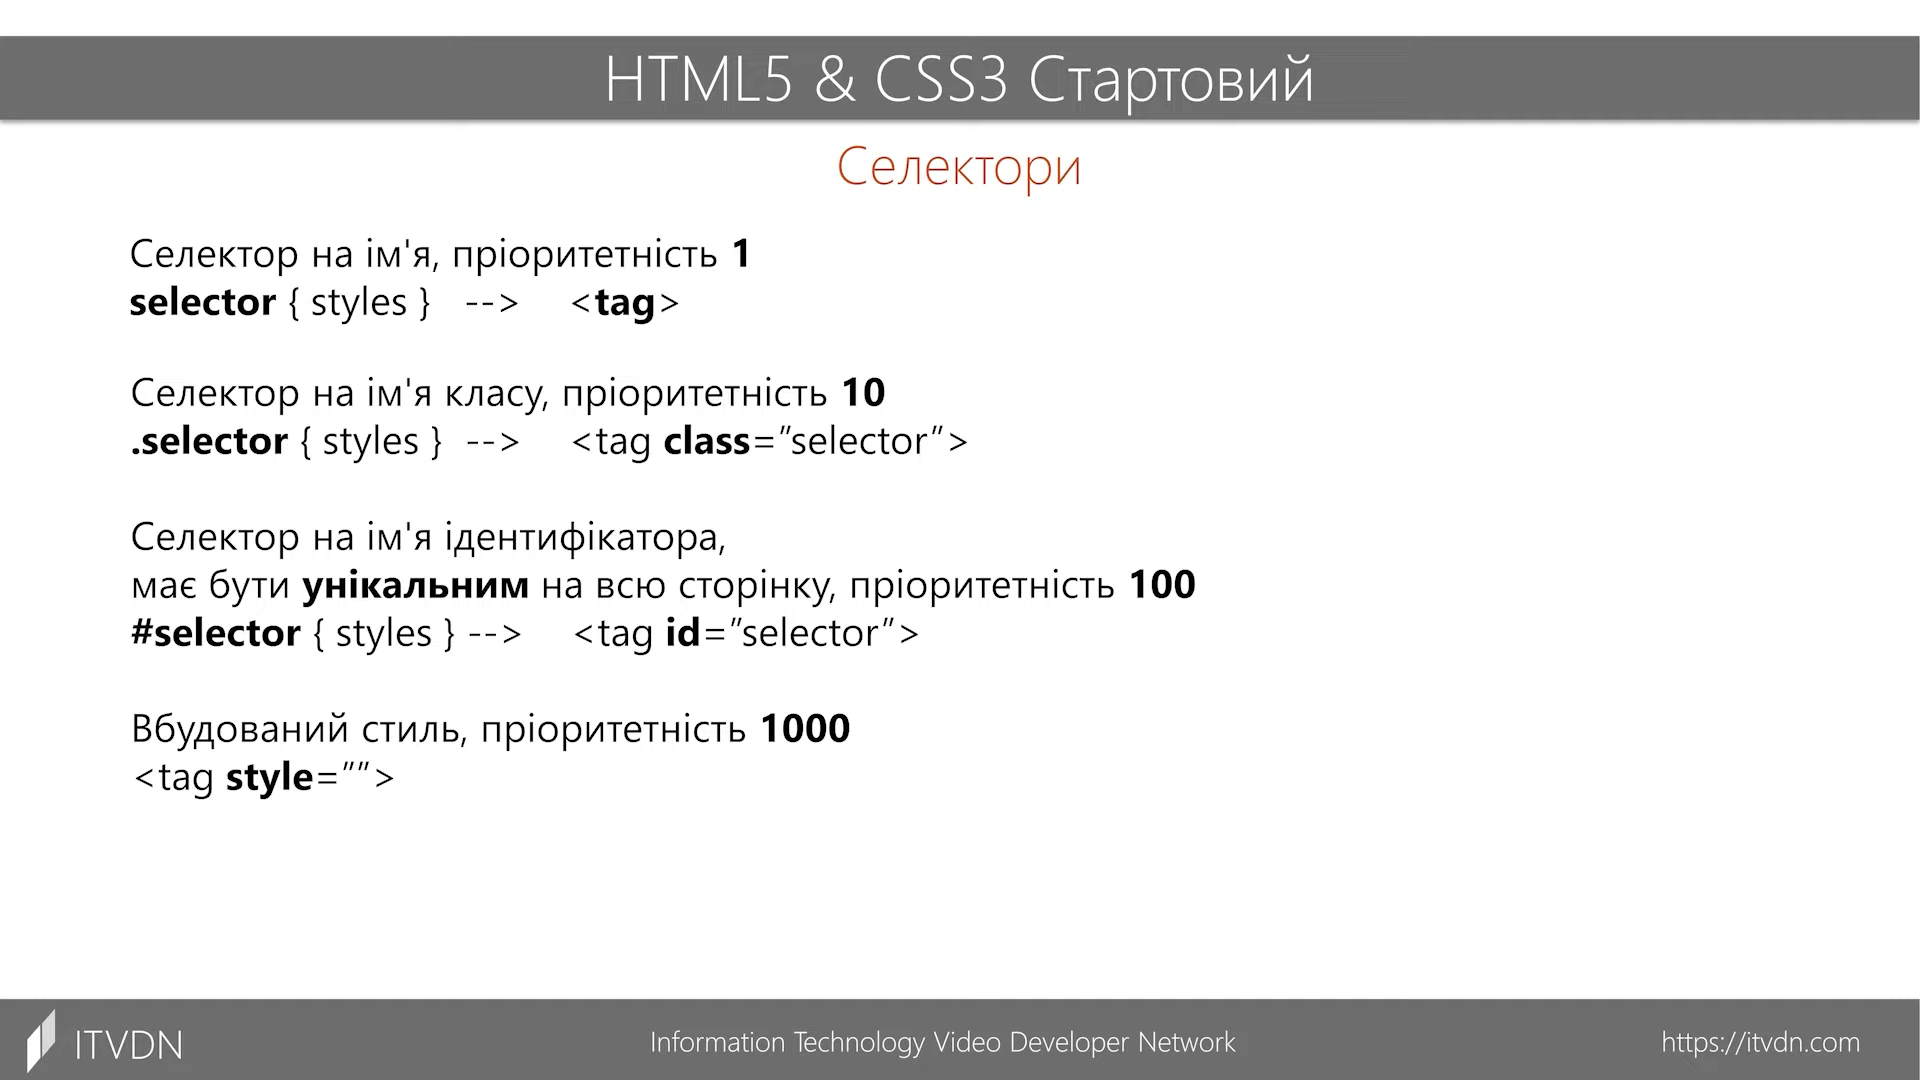 HTML5 & CSS3 Стартовий
Селектори
Селектор на ім'я, пріоритетність 1
selector { styles } --> <tag>
Селектор на ім'я класу, пріоритетність 10
.selector { styles } --> <tag class=”selector”>
Селектор на ім'я ідентифікатора,
має бути унікальним на всю сторінку, пріоритетність 100
#selector { styles } --> <tag id=”selector”>
Вбудований стиль, пріоритетність 1000
<tag style=””>
ITVDN
Information Technology Video Developer Network
https://itvdn.com